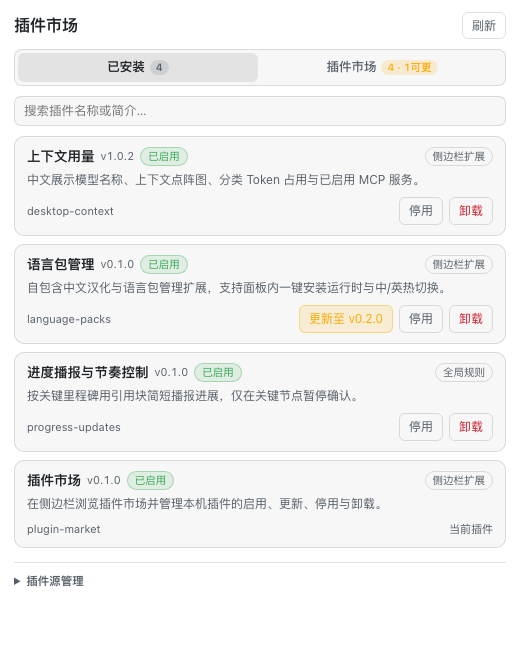 插件市场
刷新
已安装 4
插件市场 4 · 1可更
搜索插件名称或简介...
上下文用量 v1.0.2 已启用 侧边栏扩展
中文展示模型名称、上下文点阵图、分类 Token 占用与已启用 MCP 服务。
desktop-context 停用 卸载
语言包管理 v0.1.0 已启用 侧边栏扩展
自包含中文汉化与语言包管理扩展，支持面板内一键安装运行时与中/英热切换。
language-packs 更新至 v0.2.0 停用 卸载
进度播报与节奏控制 v0.1.0 已启用 全局规则
按关键里程碑用引用块简短播报进展，仅在关键节点暂停确认。
progress-updates 停用 卸载
插件市场 v0.1.0 已启用 侧边栏扩展
在侧边栏浏览插件市场并管理本机插件的启用、更新、停用与卸载。
plugin-market 当前插件
▶ 插件源管理